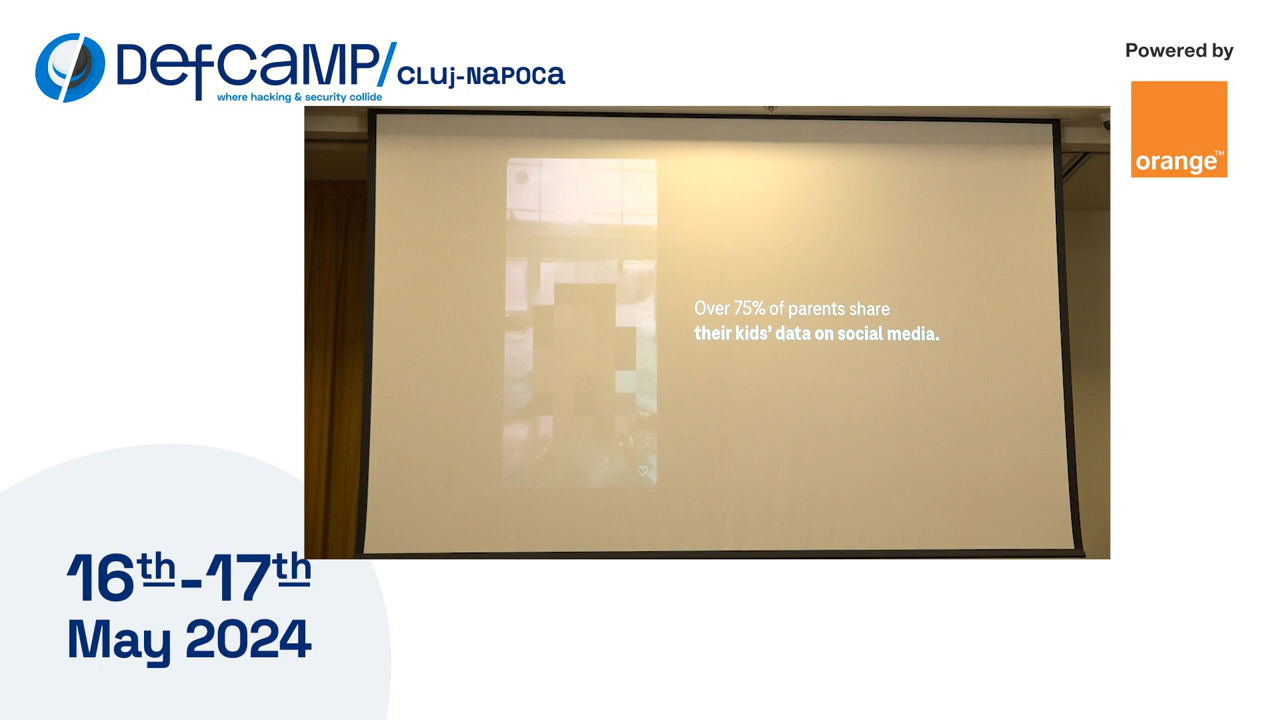 DefCamp/ Cluj-Napoca
where hacking & security collide
Powered by
orange™
Over 75% of parents share
their kids’ data on social media.
16th-17th
May 2024